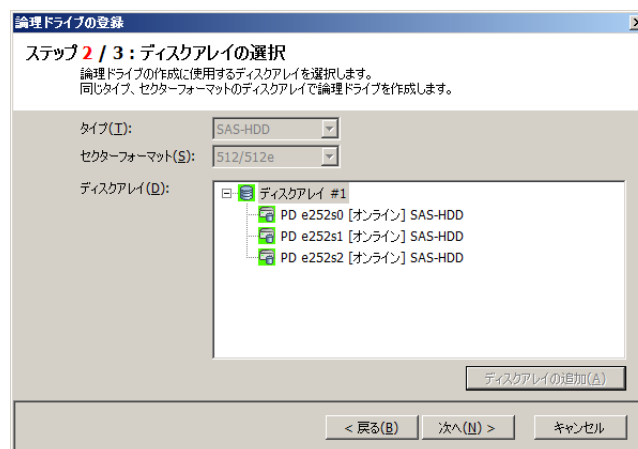 論理ドライブの登録
ステップ 2 / 3 : ディスクアレイの選択
論理ドライブの作成に使用するディスクアレイを選択します。
同じタイプ、セクターフォーマットのディスクアレイで論理ドライブを作成します。
タイプ(T): SAS-HDD
セクターフォーマット(S): 512/512e
ディスクアレイ(D): ディスクアレイ #1
PD e252s0 [オンライン] SAS-HDD
PD e252s1 [オンライン] SAS-HDD
PD e252s2 [オンライン] SAS-HDD
ディスクアレイの追加(A)
< 戻る(B) 次へ(N) > キャンセル